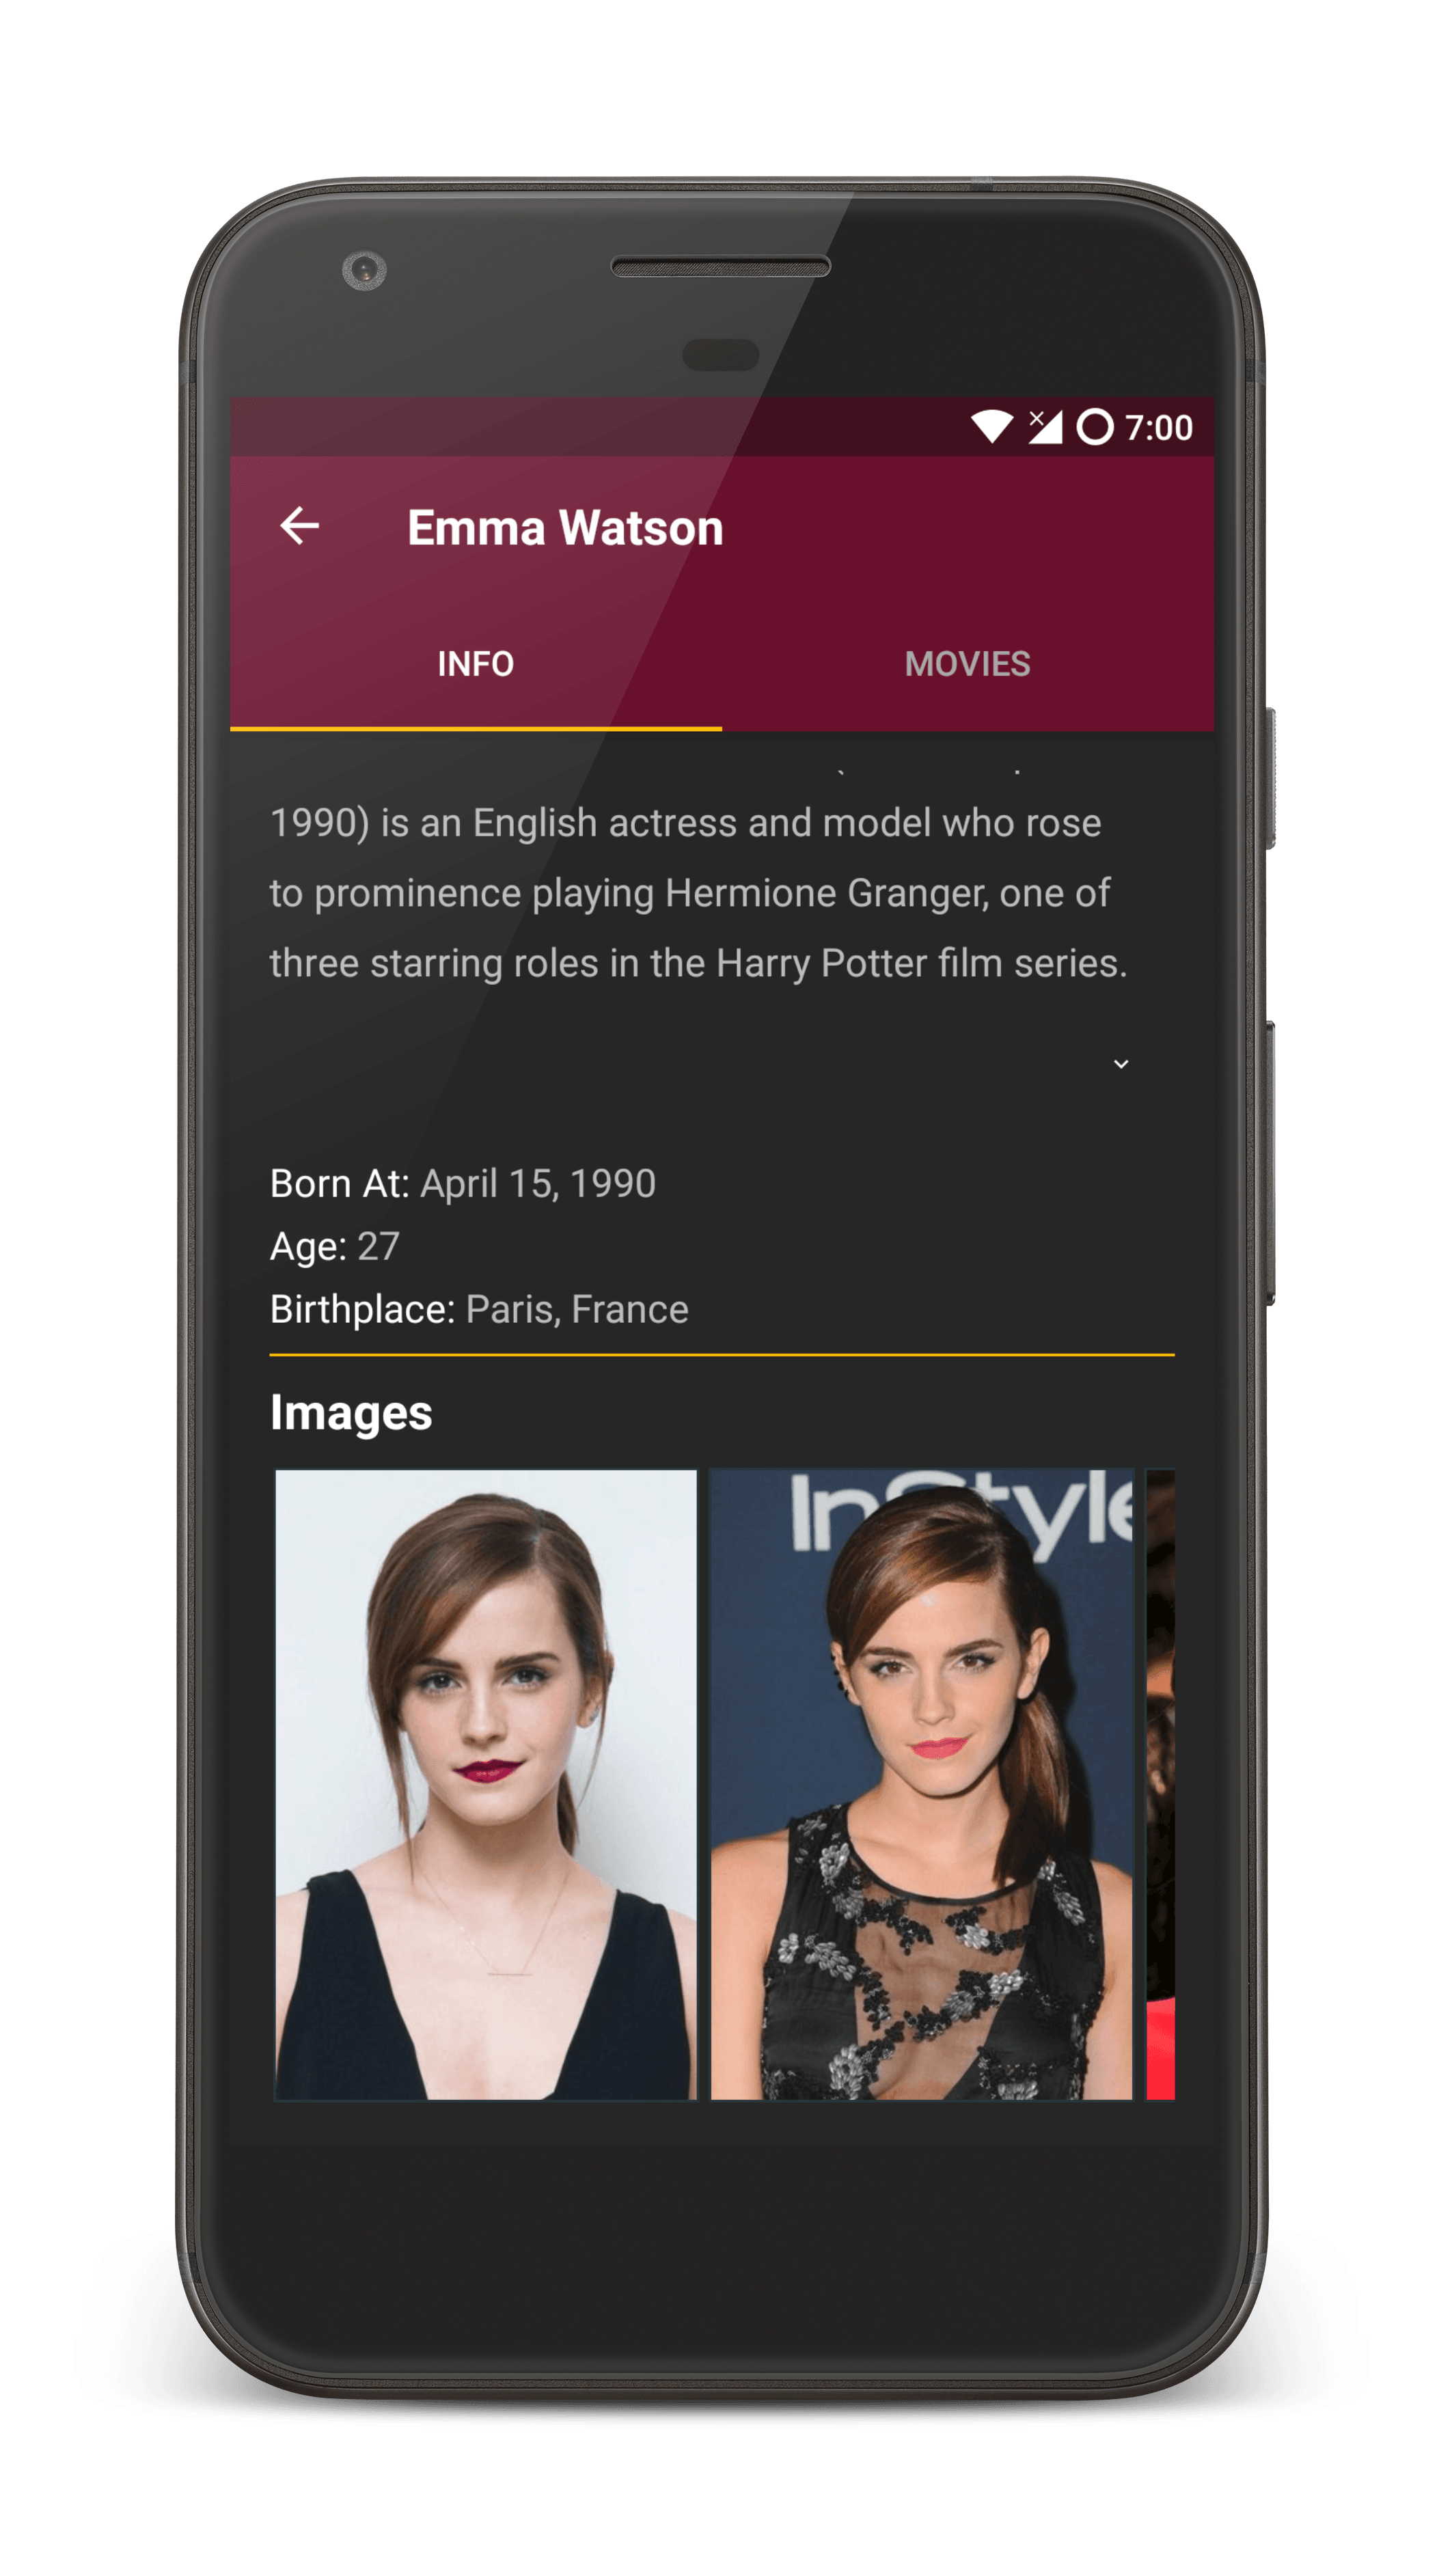 7:00
Emma Watson
INFO
MOVIES
1990) is an English actress and model who rose
to prominence playing Hermione Granger, one of
three starring roles in the Harry Potter film series.
Born At: April 15, 1990
Age: 27
Birthplace: Paris, France
Images
InStyle